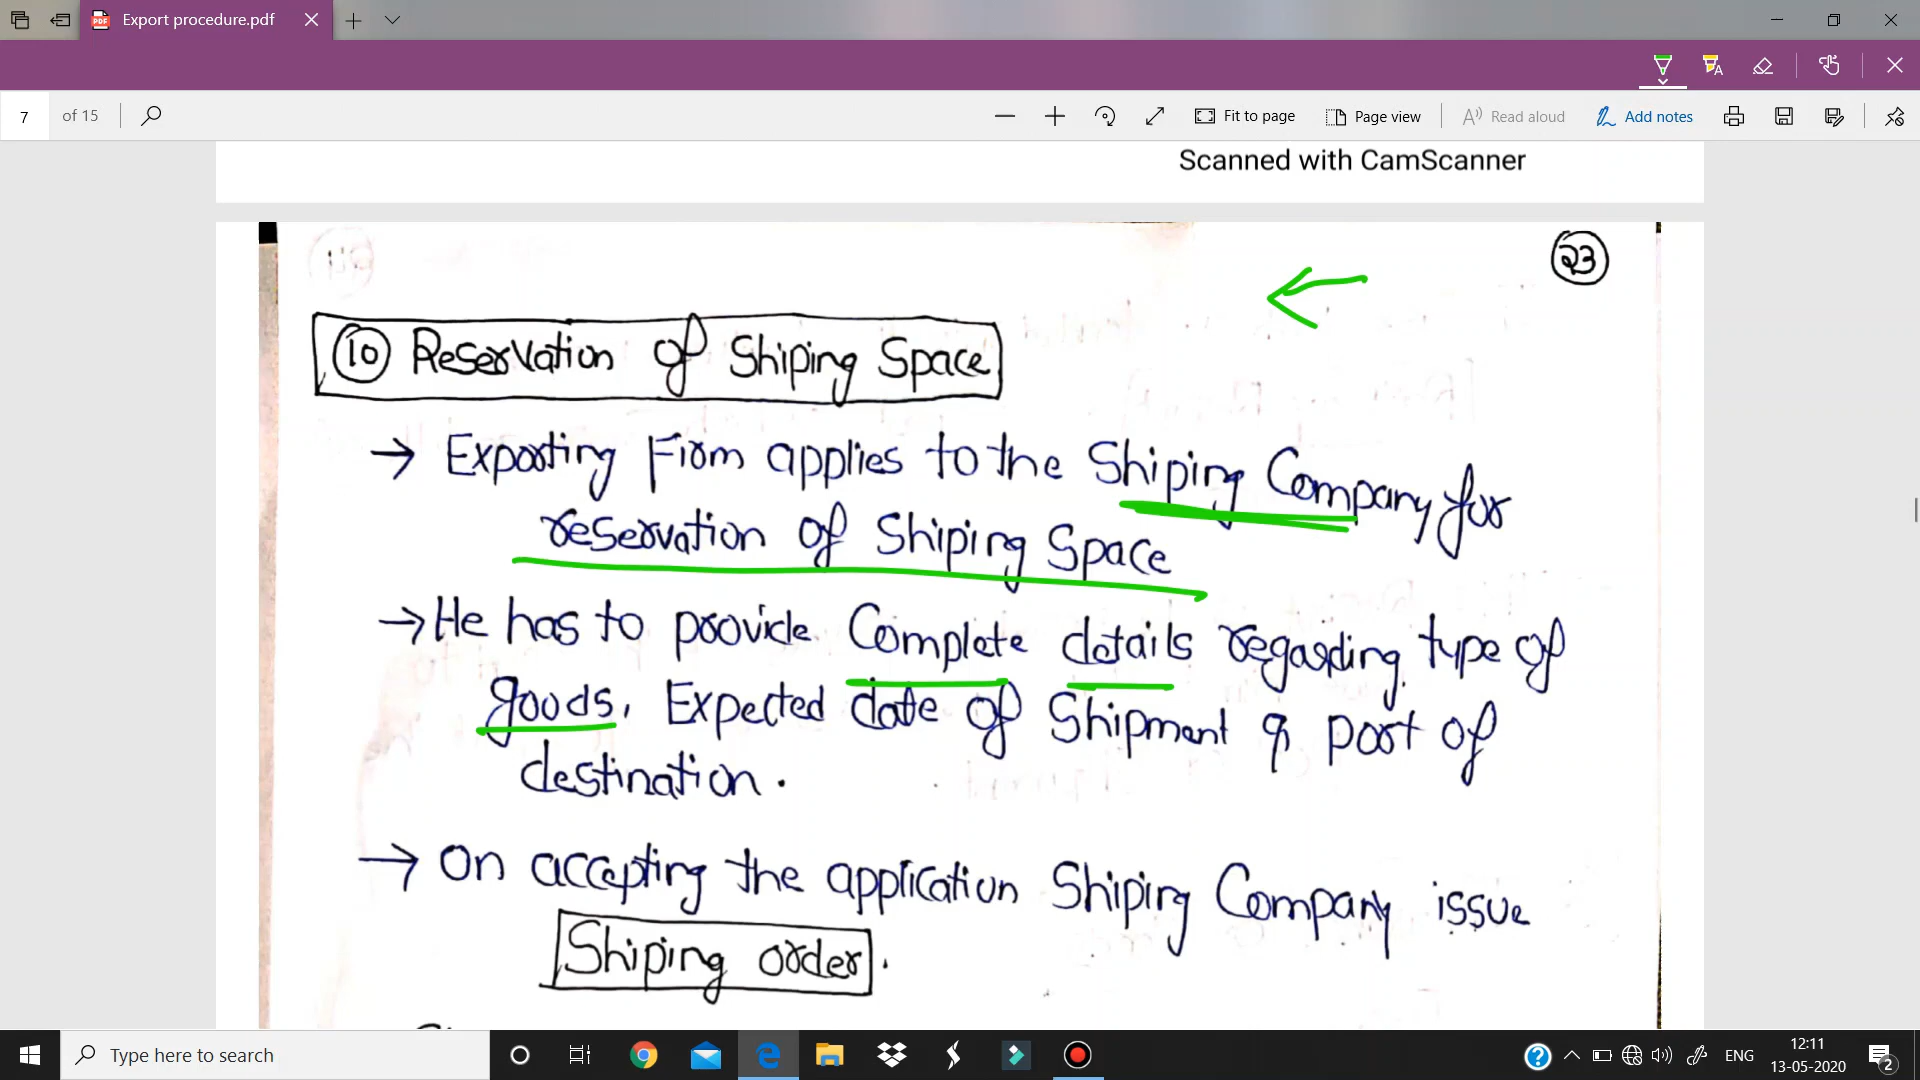 Export procedure.pdf
7 of 15
Fit to page
Page view
Read aloud
Add notes
Scanned with CamScanner
23
10 Reservation of Shiping Space
→ Exporting Firm applies to the Shiping Company for
reservation of Shiping Space
→ He has to provide Complete details regarding type of
goods, Expected date of Shipment & port of
destination.
→ On accepting the application Shiping Company issue
Shiping order.
Type here to search
ENG
12:11
13-05-2020
2